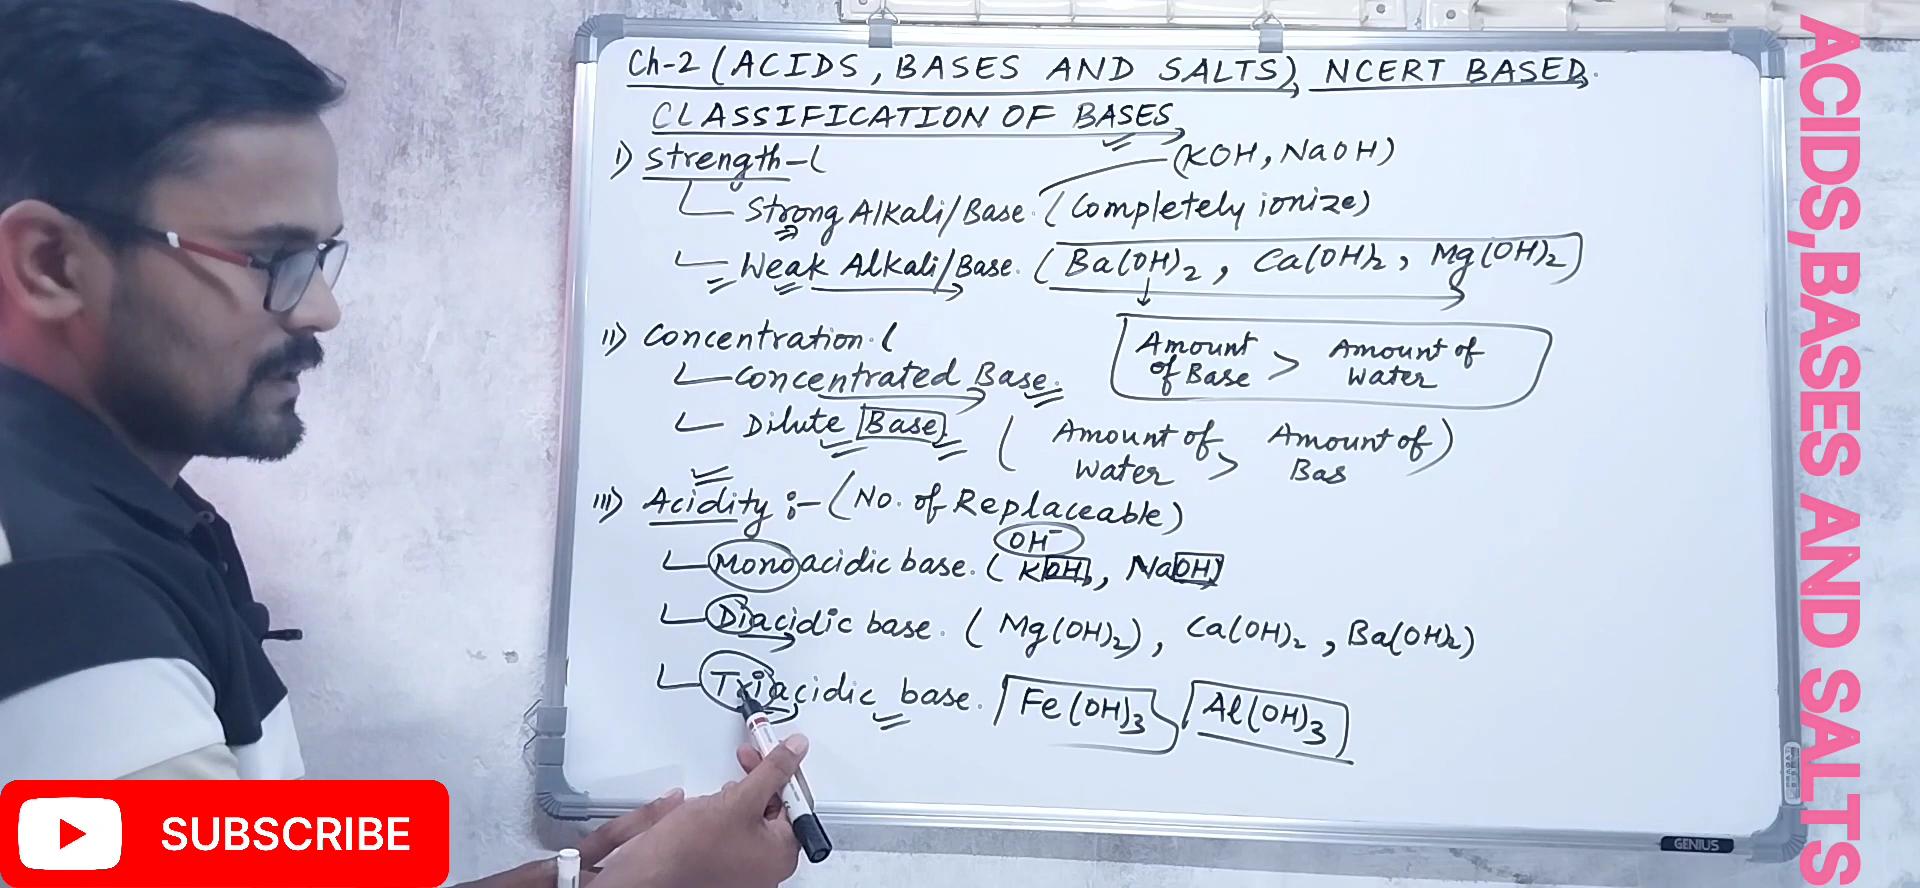 Ch-2 (ACIDS, BASES AND SALTS), NCERT BASED.
CLASSIFICATION OF BASES
i) Strength-(
(KOH, NaOH)
Strong Alkali/Base. (Completely ionize)
Weak Alkali/Base. (Ba(OH)2, Ca(OH)2, Mg(OH)2)
ii) Concentration.(
Concentrated Base.
Amount of Base > Amount of Water
Dilute Base. (Amount of Water > Amount of Bas)
iii) Acidity :- (No. of Replaceable)
OH-
Monoacidic base. (KOH, NaOH)
Diacidic base. (Mg(OH)2), Ca(OH)2, Ba(OH)2)
Triacidic base. Fe(OH)3, Al(OH)3
GENIUS
SUBSCRIBE
ACIDS,BASES AND SALTS